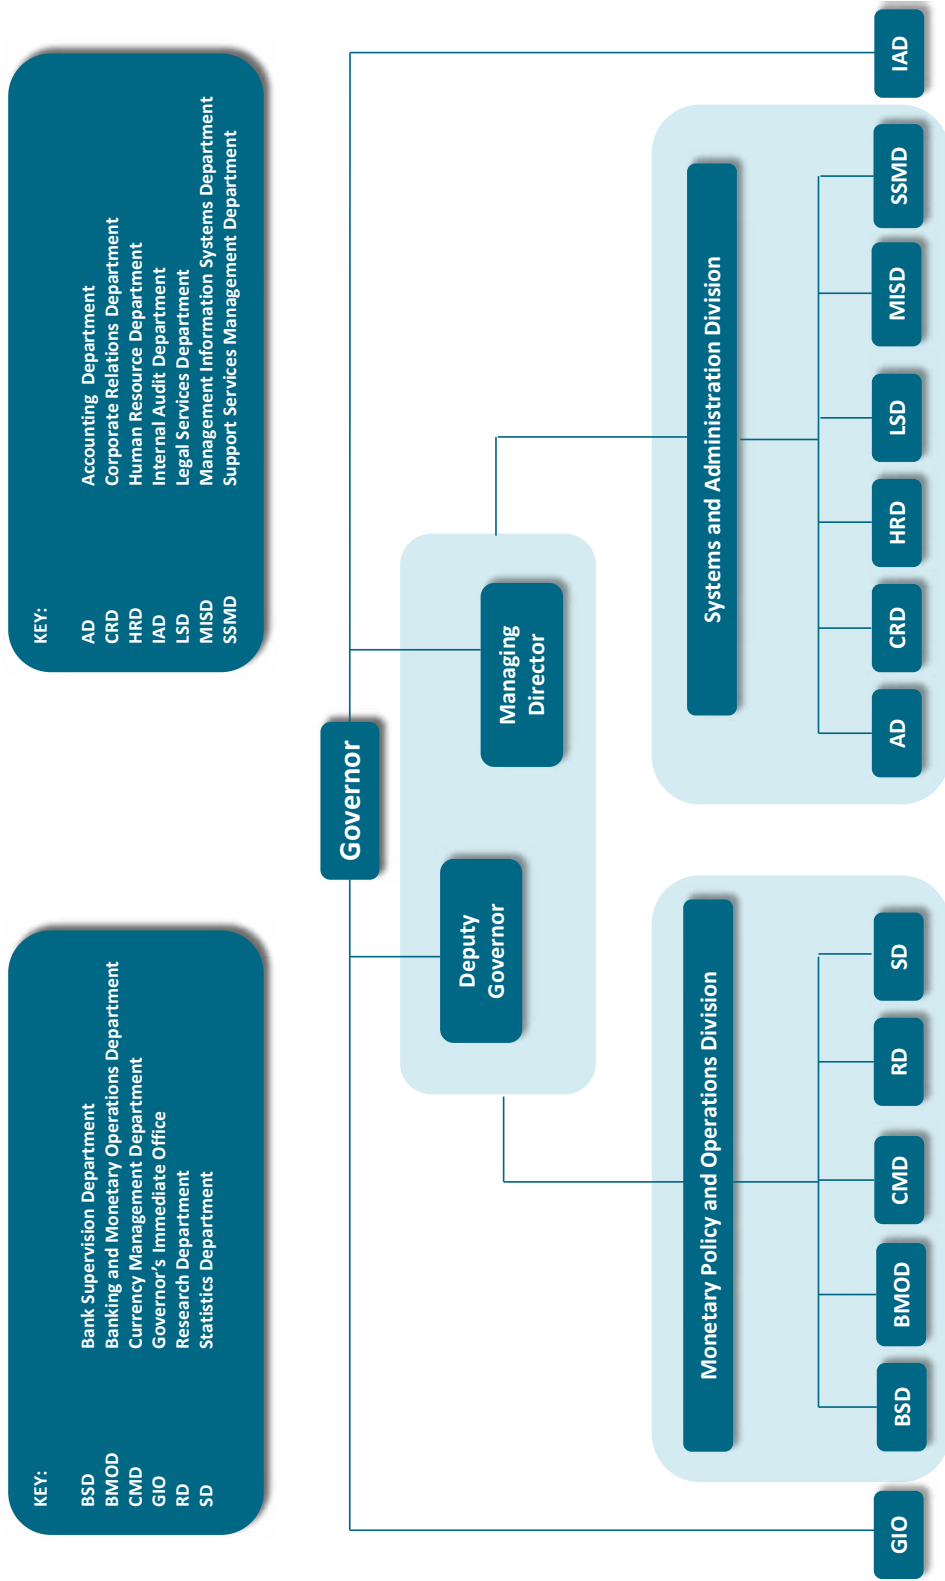 KEY:
BSD Bank Supervision Department
BMOD Banking and Monetary Operations Department
CMD Currency Management Department
GIO Governor’s Immediate Office
RD Research Department
SD Statistics Department
KEY:
AD Accounting Department
CRD Corporate Relations Department
HRD Human Resource Department
IAD Internal Audit Department
LSD Legal Services Department
MISD Management Information Systems Department
SSMD Support Services Management Department
Governor
Deputy
Governor
Managing
Director
Monetary Policy and Operations Division
Systems and Administration Division
GIO
BSD
BMOD
CMD
RD
SD
AD
CRD
HRD
LSD
MISD
SSMD
IAD